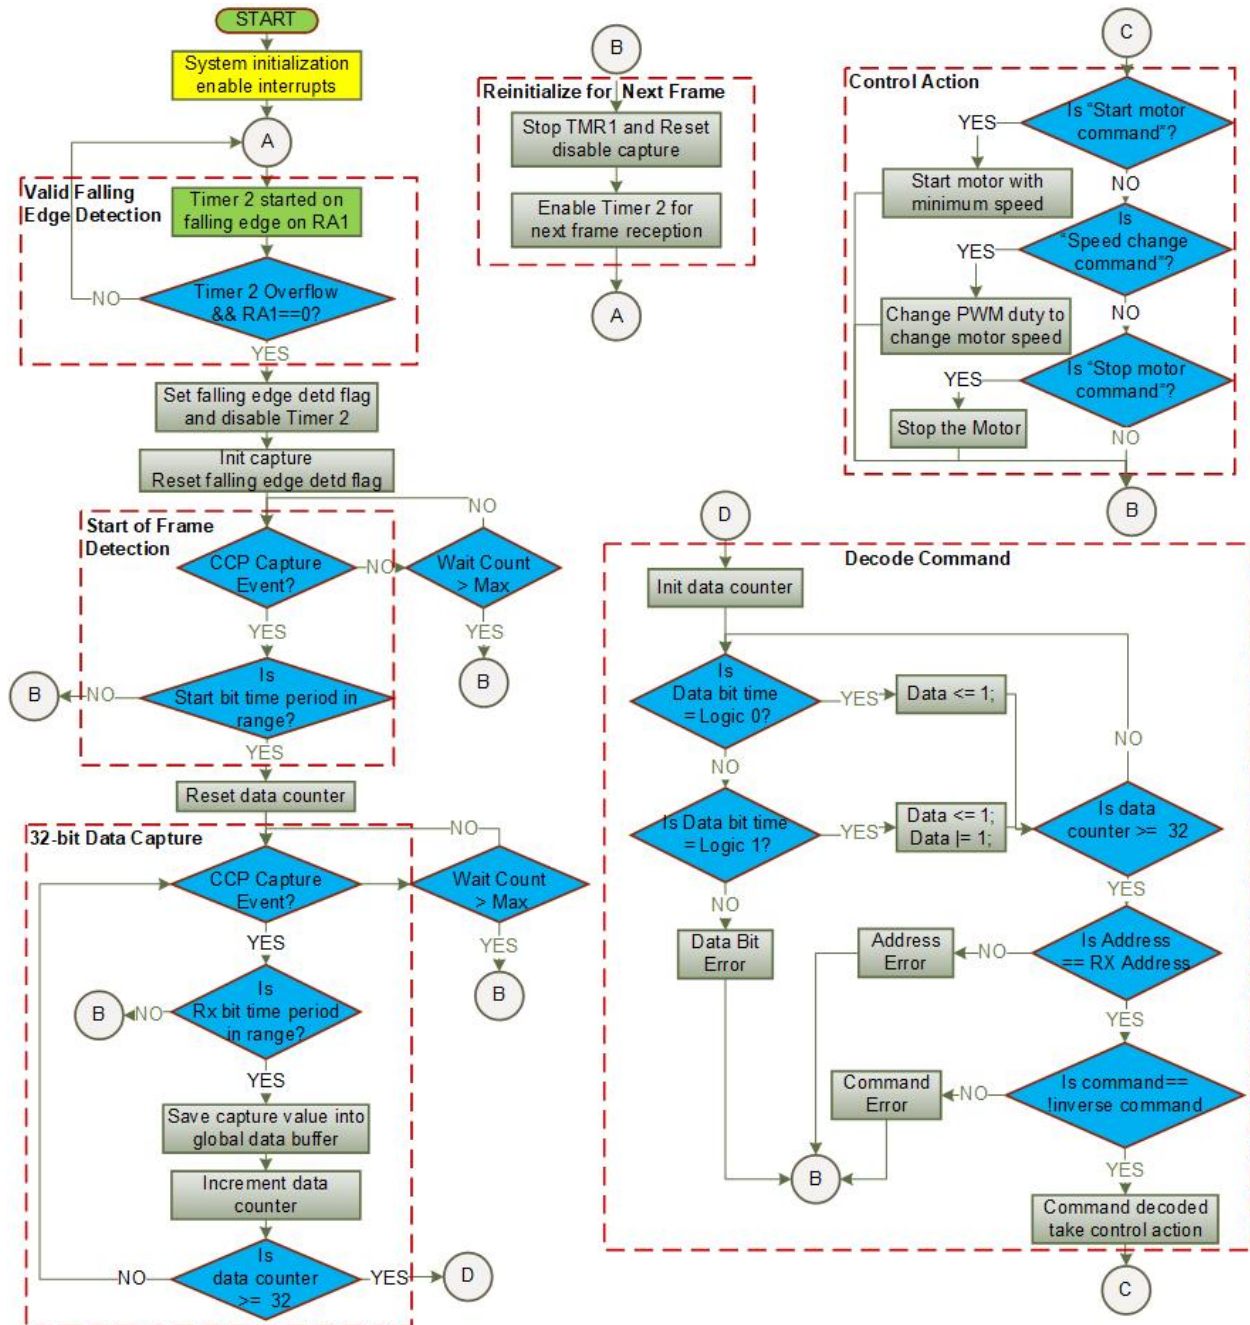 START
System initialization
enable interrupts
A
Valid Falling
Edge Detection
Timer 2 started on
falling edge on RA1
NO
Timer 2 Overflow
&& RA1==0?
YES
Set falling edge detd flag
and disable Timer 2
Init capture
Reset falling edge detd flag
NO
Start of Frame
Detection
CCP Capture
Event?
NO
Wait Count
> Max
YES
YES
B
Is
Start bit time period in
range?
NO
B
YES
Reset data counter
32-bit Data Capture
NO
CCP Capture
Event?
Wait Count
> Max
YES
YES
B
Is
Rx bit time period
in range?
NO
B
YES
Save capture value into
global data buffer
Increment data
counter
Is
data counter
>= 32
NO
YES
D
B
Reinitialize for Next Frame
Stop TMR1 and Reset
disable capture
Enable Timer 2 for
next frame reception
A
C
Control Action
Is “Start motor
command”?
YES
Start motor with
minimum speed
NO
Is
“Speed change
command”?
YES
Change PWM duty to
change motor speed
NO
Is “Stop motor
command”?
YES
Stop the Motor
NO
B
D
Decode Command
Init data counter
Is
Data bit time
= Logic 0?
YES
Data <= 1;
NO
NO
Is Data bit time
= Logic 1?
YES
Data <= 1;
Data |= 1;
Is data
counter >= 32
NO
YES
Data Bit
Error
Address
Error
NO
Is Address
== RX Address
YES
Command
Error
NO
Is command==
!inverse command
B
YES
Command decoded
take control action
C